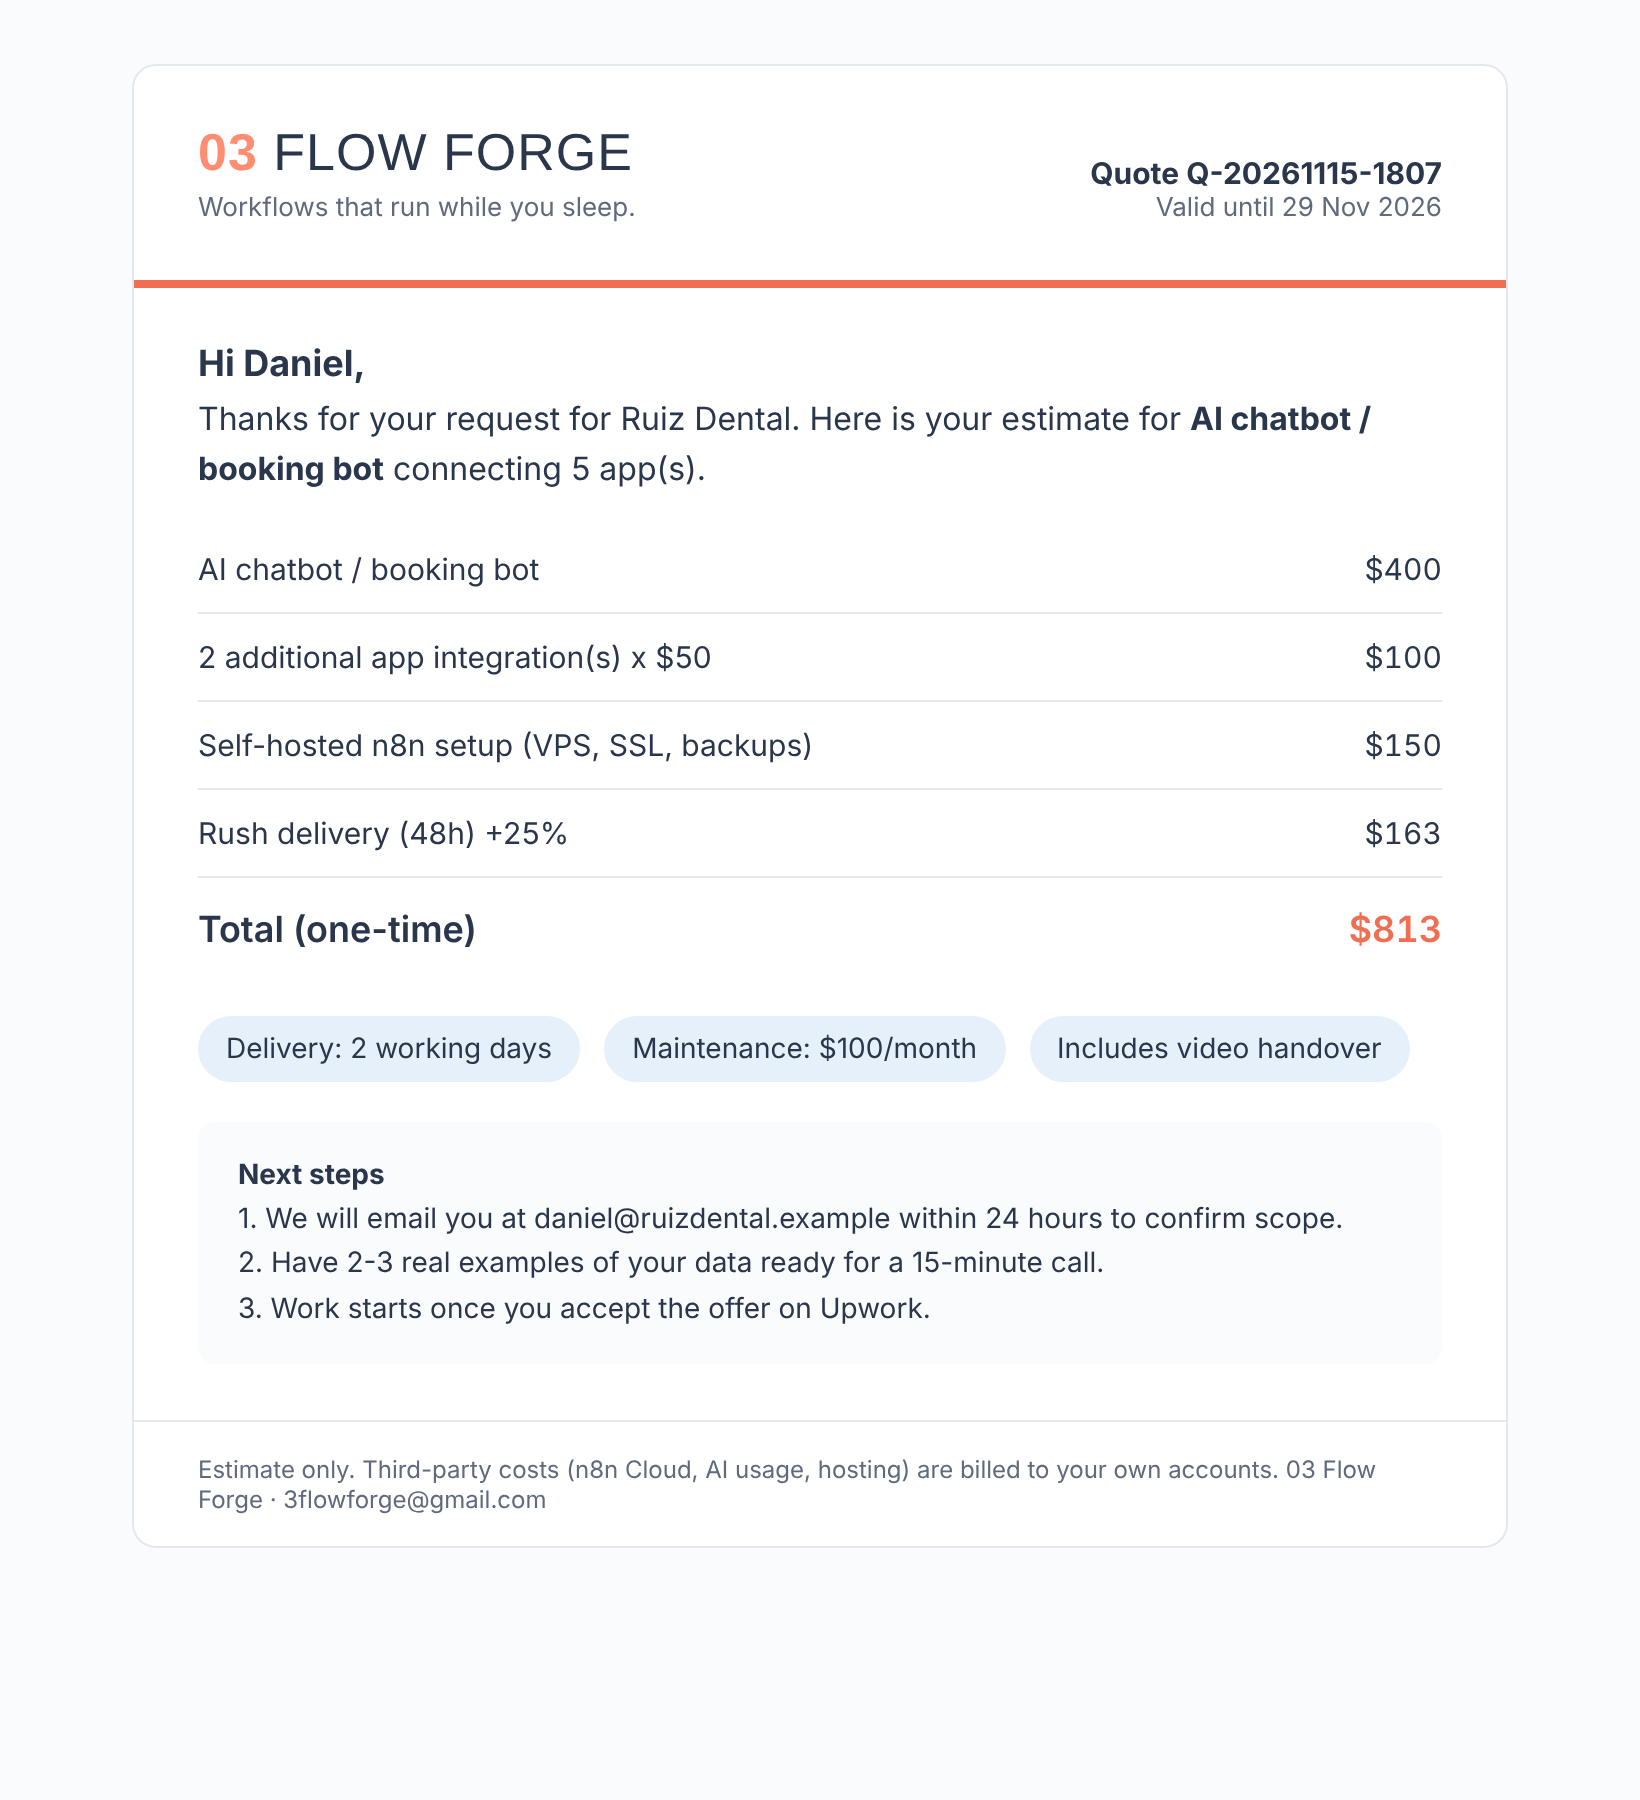 03 FLOW FORGE
Workflows that run while you sleep.
Quote Q-20261115-1807
Valid until 29 Nov 2026
Hi Daniel,
Thanks for your request for Ruiz Dental. Here is your estimate for AI chatbot /
booking bot connecting 5 app(s).
AI chatbot / booking bot $400
2 additional app integration(s) x $50 $100
Self-hosted n8n setup (VPS, SSL, backups) $150
Rush delivery (48h) +25% $163
Total (one-time) $813
Delivery: 2 working days Maintenance: $100/month Includes video handover
Next steps
1. We will email you at daniel@ruizdental.example within 24 hours to confirm scope.
2. Have 2-3 real examples of your data ready for a 15-minute call.
3. Work starts once you accept the offer on Upwork.
Estimate only. Third-party costs (n8n Cloud, AI usage, hosting) are billed to your own accounts. 03 Flow
Forge · 3flowforge@gmail.com